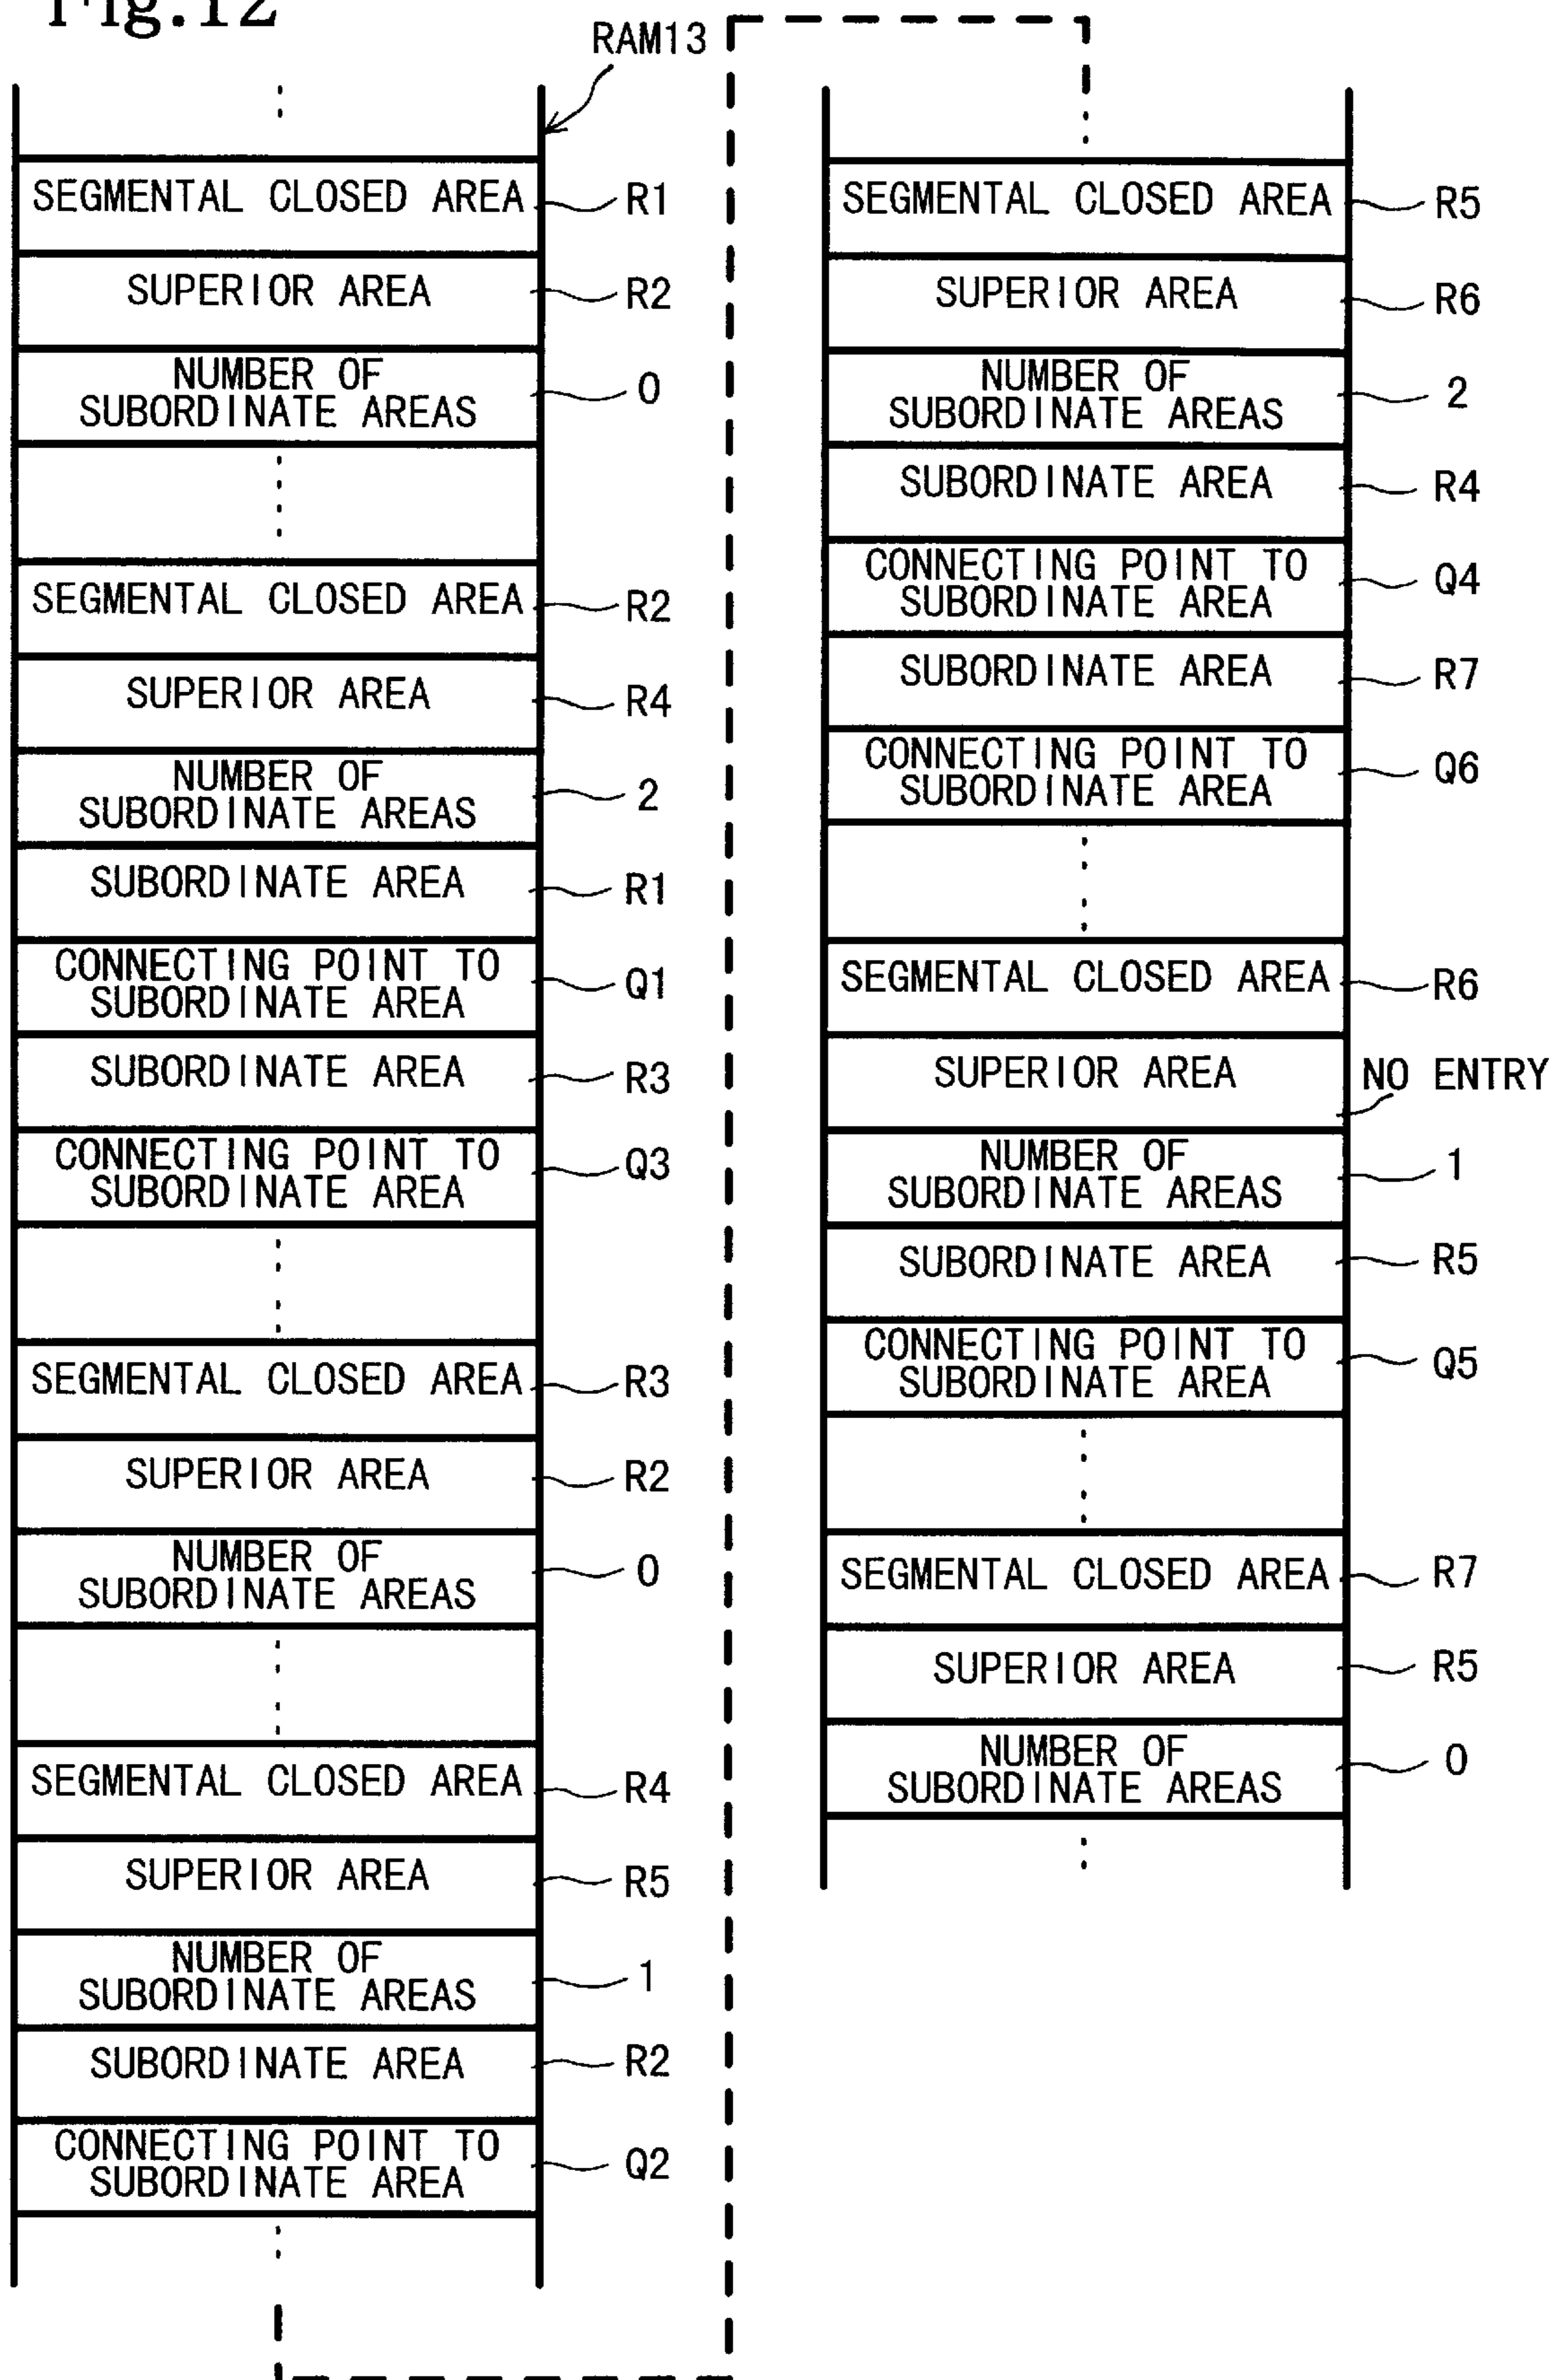 Fig.12
RAM13
SEGMENTAL CLOSED AREA R1
SUPERIOR AREA R2
NUMBER OF
SUBORDINATE AREAS 0
SEGMENTAL CLOSED AREA R2
SUPERIOR AREA R4
NUMBER OF
SUBORDINATE AREAS 2
SUBORDINATE AREA R1
CONNECTING POINT TO
SUBORDINATE AREA Q1
SUBORDINATE AREA R3
CONNECTING POINT TO
SUBORDINATE AREA Q3
SEGMENTAL CLOSED AREA R3
SUPERIOR AREA R2
NUMBER OF
SUBORDINATE AREAS 0
SEGMENTAL CLOSED AREA R4
SUPERIOR AREA R5
NUMBER OF
SUBORDINATE AREAS 1
SUBORDINATE AREA R2
CONNECTING POINT TO
SUBORDINATE AREA Q2
SEGMENTAL CLOSED AREA R5
SUPERIOR AREA R6
NUMBER OF
SUBORDINATE AREAS 2
SUBORDINATE AREA R4
CONNECTING POINT TO
SUBORDINATE AREA Q4
SUBORDINATE AREA R7
CONNECTING POINT TO
SUBORDINATE AREA Q6
SEGMENTAL CLOSED AREA R6
SUPERIOR AREA NO ENTRY
NUMBER OF
SUBORDINATE AREAS 1
SUBORDINATE AREA R5
CONNECTING POINT TO
SUBORDINATE AREA Q5
SEGMENTAL CLOSED AREA R7
SUPERIOR AREA R5
NUMBER OF
SUBORDINATE AREAS 0